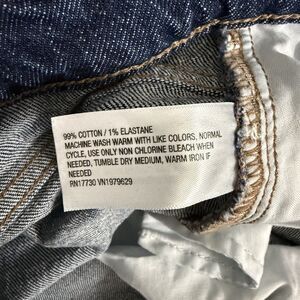 99% COTTON / 1% ELASTANE
MACHINE WASH WARM WITH LIKE COLORS, NORMAL
CYCLE, USE ONLY NON CHLORINE BLEACH WHEN
NEEDED, TUMBLE DRY MEDIUM, WARM IRON IF
NEEDED
RN17730 VN1979629